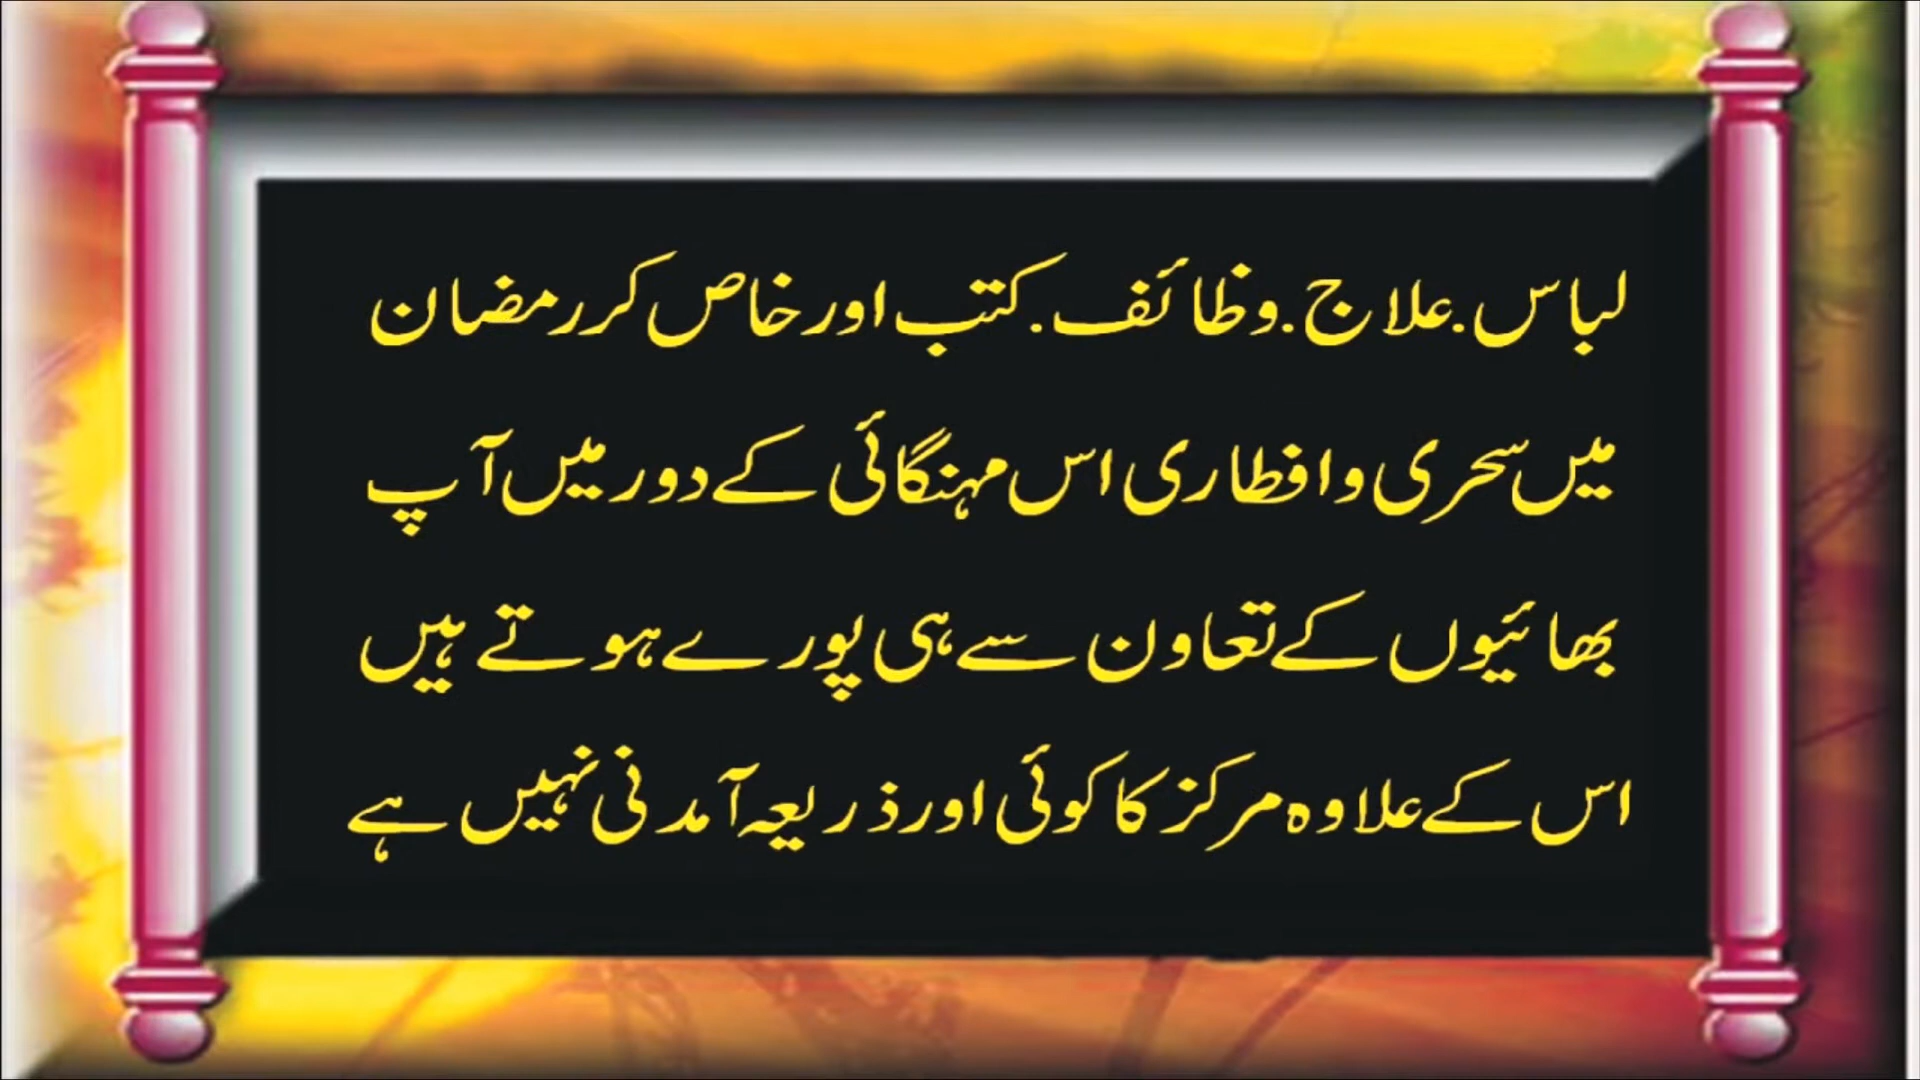 لباس.علاج.وظائف.کتب اور خاص کر رمضان
میں سحری و افطاری اس مہنگائی کے دور میں آپ
بھائیوں کے تعاون سے ہی پورے ہوتے ہیں
اس کے علاوہ مرکز کا کوئی اور ذریعہ آمدنی نہیں ہے